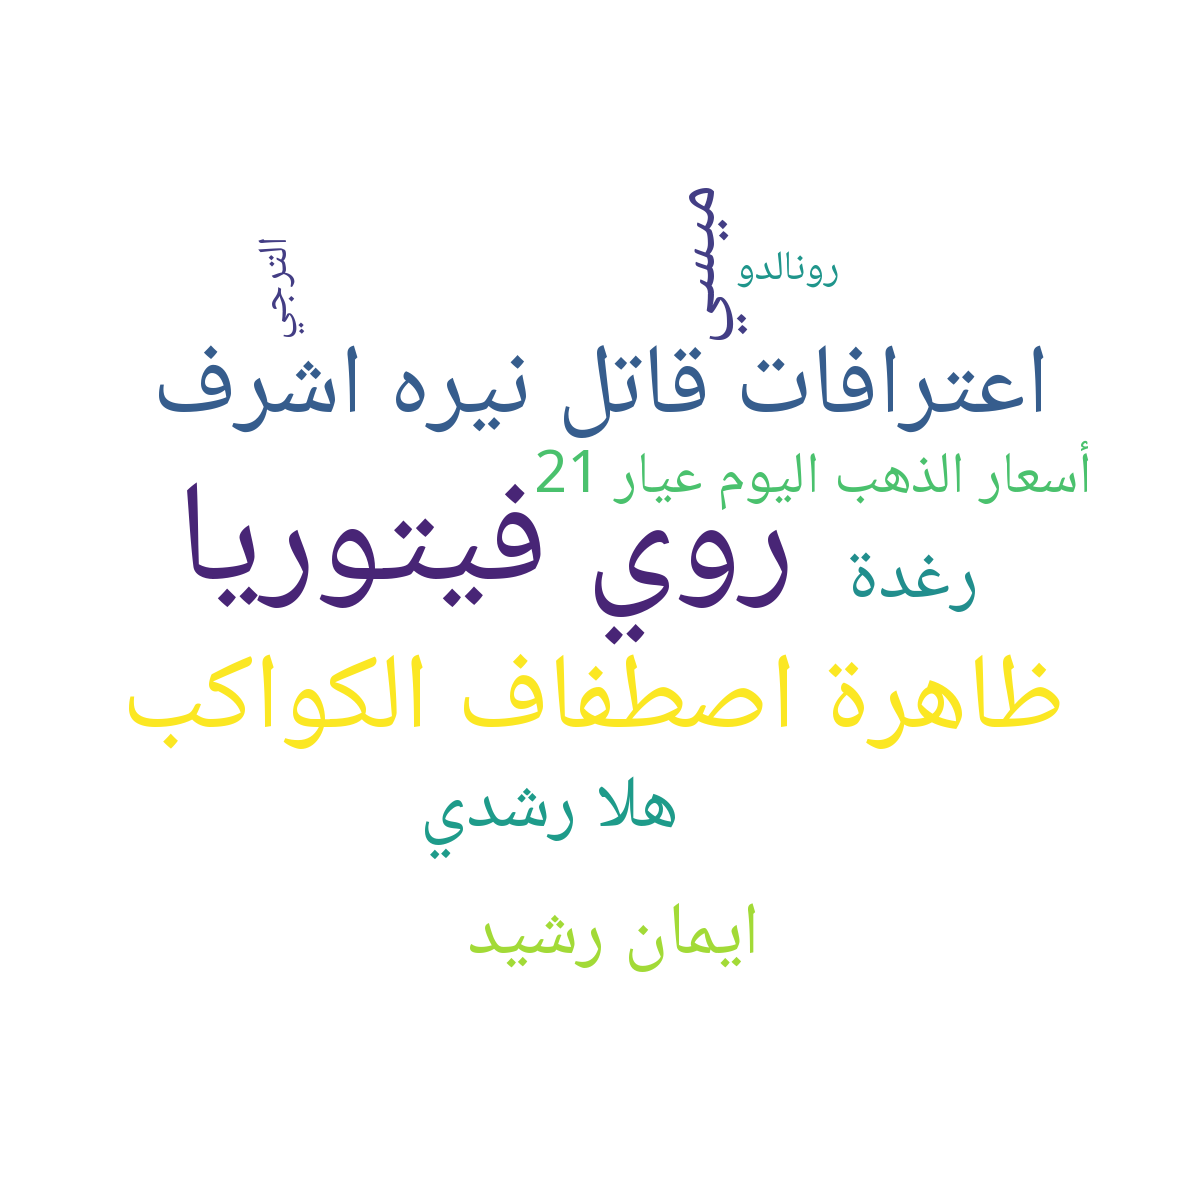 ميسي
الترجي
رونالدو
اعترافات قاتل نيره اشرف
أسعار الذهب اليوم عيار 21
روي فيتوريا
رغدة
ظاهرة اصطفاف الكواكب
هلا رشدي
ايمان رشيد